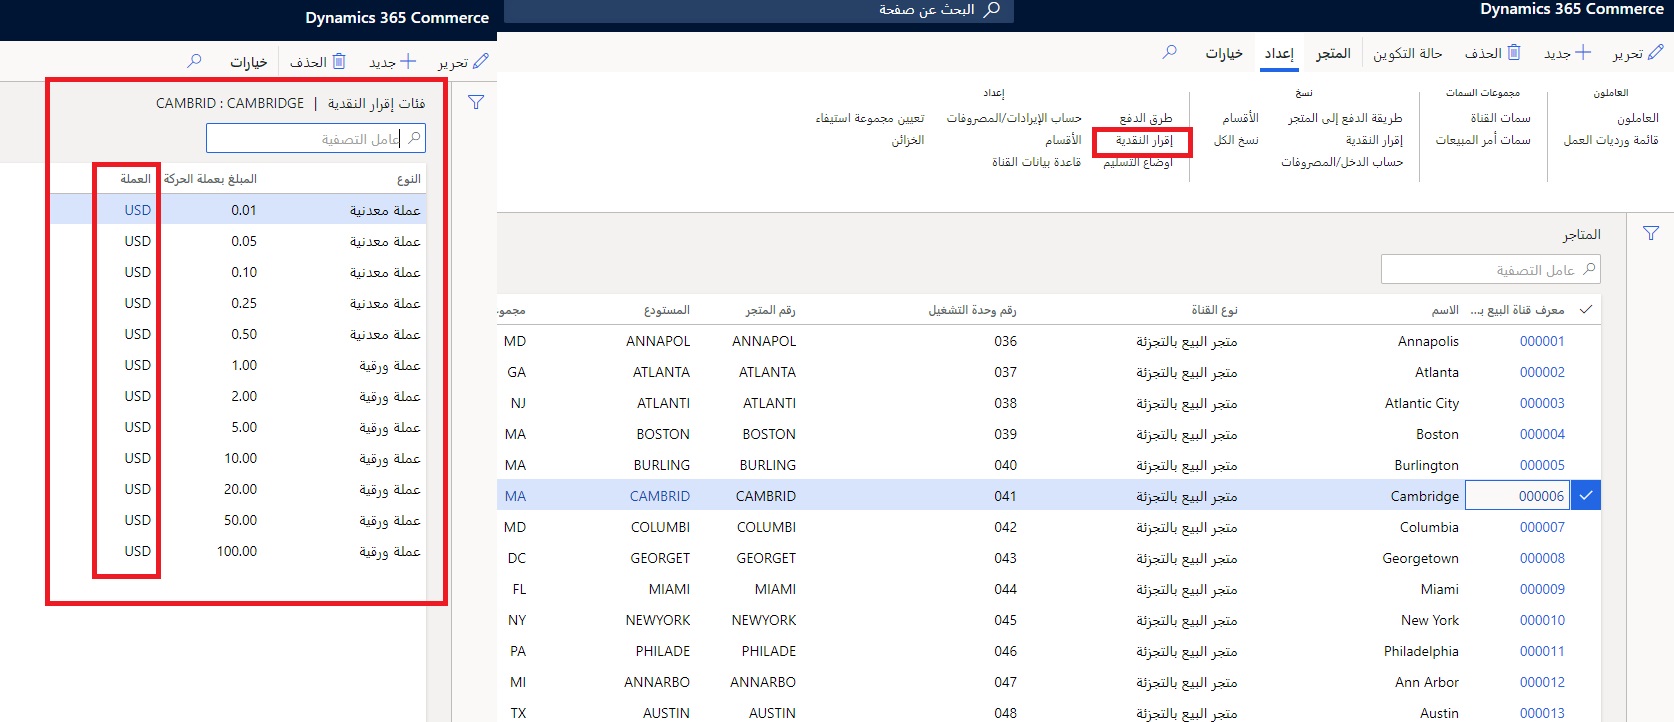 Dynamics 365 Commerce
البحث عن صفحة
تحرير جديد الحذف حالة التكوين المتجر إعداد خيارات
العاملون
العاملون
قائمة ورديات العمل
مجموعات السمات
سمات القناة
سمات أمر المبيعات
نسخ
طريقة الدفع إلى المتجر الأقسام
إقرار النقدية نسخ الكل
حساب الدخل/المصروفات
إعداد
طرق الدفع حساب الإيرادات/المصروفات تعيين مجموعة استيفاء
إقرار النقدية الأقسام الخزائن
أوضاع التسليم قاعدة بيانات القناة
المتاجر
عامل التصفية
معرف قناة البيع بـ... الاسم نوع القناة رقم وحدة التشغيل رقم المتجر المستودع
000001 Annapolis متجر البيع بالتجزئة 036 ANNAPOL ANNAPOL MD
000002 Atlanta متجر البيع بالتجزئة 037 ATLANTA ATLANTA GA
000003 Atlantic City متجر البيع بالتجزئة 038 ATLANTI ATLANTI NJ
000004 Boston متجر البيع بالتجزئة 039 BOSTON BOSTON MA
000005 Burlington متجر البيع بالتجزئة 040 BURLING BURLING MA
000006 Cambridge متجر البيع بالتجزئة 041 CAMBRID CAMBRID MA
000007 Columbia متجر البيع بالتجزئة 042 COLUMBI COLUMBI MD
000008 Georgetown متجر البيع بالتجزئة 043 GEORGET GEORGET DC
000009 Miami متجر البيع بالتجزئة 044 MIAMI MIAMI FL
000010 New York متجر البيع بالتجزئة 045 NEWYORK NEWYORK NY
000011 Philadelphia متجر البيع بالتجزئة 046 PHILADE PHILADE PA
000012 Ann Arbor متجر البيع بالتجزئة 047 ANNARBO ANNARBO MI
000013 Austin متجر البيع بالتجزئة 048 AUSTIN AUSTIN TX
Dynamics 365 Commerce
تحرير جديد الحذف خيارات
فئات إقرار النقدية | CAMBRID : CAMBRIDGE
عامل التصفية
النوع المبلغ بعملة الحركة العملة
عملة معدنية 0.01 USD
عملة معدنية 0.05 USD
عملة معدنية 0.10 USD
عملة معدنية 0.25 USD
عملة معدنية 0.50 USD
عملة ورقية 1.00 USD
عملة ورقية 2.00 USD
عملة ورقية 5.00 USD
عملة ورقية 10.00 USD
عملة ورقية 20.00 USD
عملة ورقية 50.00 USD
عملة ورقية 100.00 USD